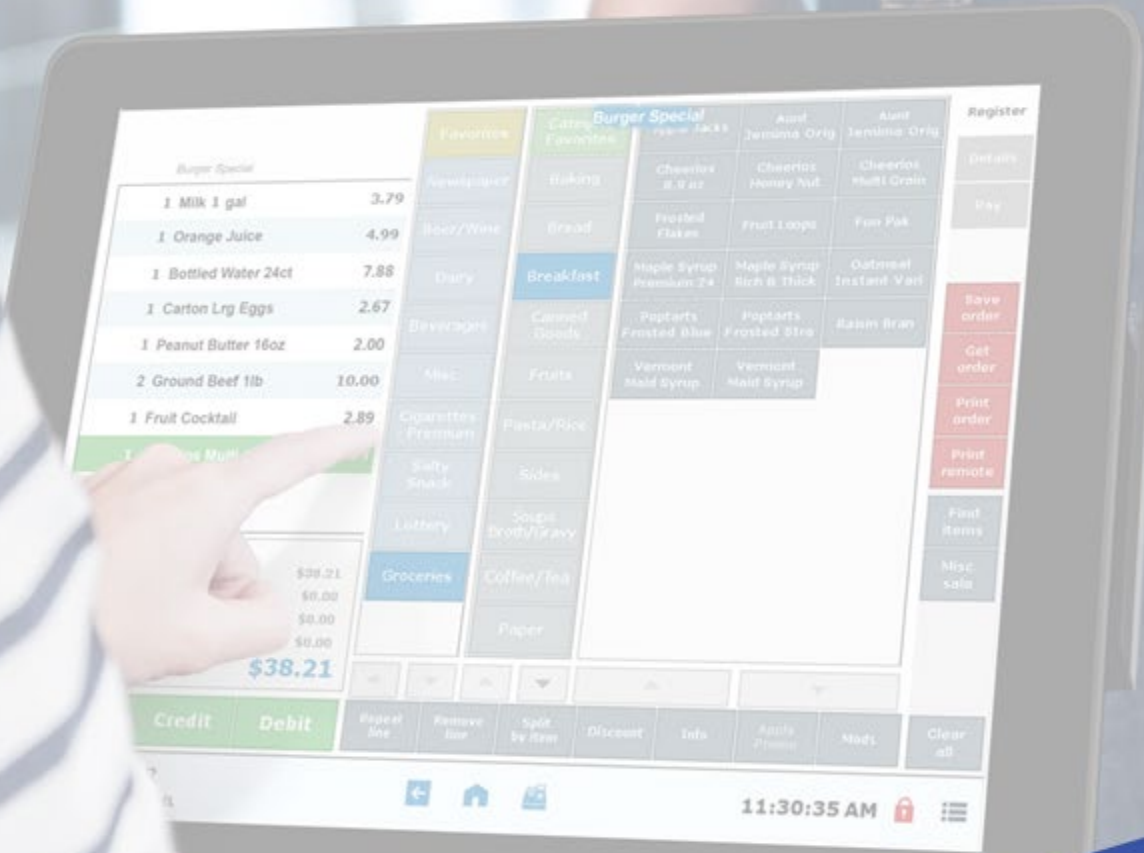 Burger Special
1 Milk 1 gal 3.79
1 Orange Juice 4.99
1 Bottled Water 24ct 7.88
1 Carton Lrg Eggs 2.67
1 Peanut Butter 16oz 2.00
2 Ground Beef 1lb 10.00
1 Fruit Cocktail 2.89
1
$38.21
$0.00
$0.00
$0.00
$38.21
Credit
Debit
Favorites
Newspaper
Beer/Wine
Dairy
Beverages
Misc
Cigarettes
- Premium
Salty
Snack
Lottery
Groceries
Favorites
Baking
Bread
Breakfast
Canned
Goods
Fruits
Pasta/Rice
Sides
Soups
Broth/Gravy
Coffee/Tea
Paper
Burger Special
Jacks
Aunt
Jemima Orig
Aunt
Jemima Orig
Cheerios
8.9 oz
Cheerios
Honey Nut
Cheerios
Multi Grain
Frosted
Flakes
Fruit Loops
Fun Pak
Maple Syrup
Premium 24
Maple Syrup
Rich & Thick
Oatmeal
Instant Vari
Poptarts
Frosted Blue
Poptarts
Frosted Stra
Raisin Bran
Vermont
Maid Syrup
Vermont
Maid Syrup
Register
Details
Pay
Save
order
Get
order
Print
order
Print
remote
Find
items
Misc
sale
Repeat
line
Remove
line
Split
by item
Discount
Info
Apply
Promo
Mods
Clear
all
11:30:35 AM